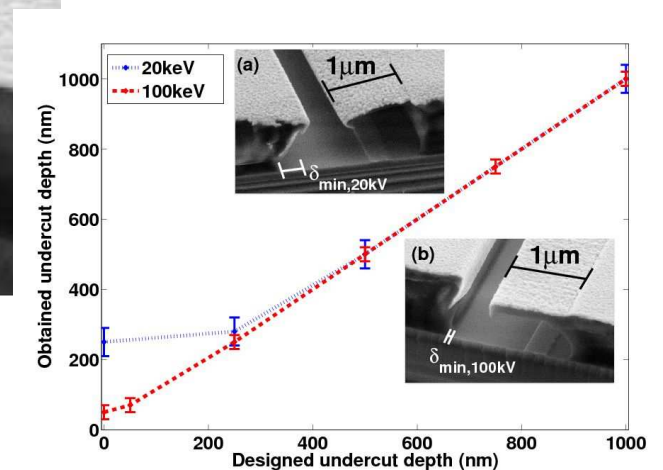 20keV
100keV
(a)
1μm
δmin,20kV
(b)
1μm
δmin,100kV
Obtained undercut depth (nm)
1000
800
600
400
200
0
0 200 400 600 800 1000
Designed undercut depth (nm)